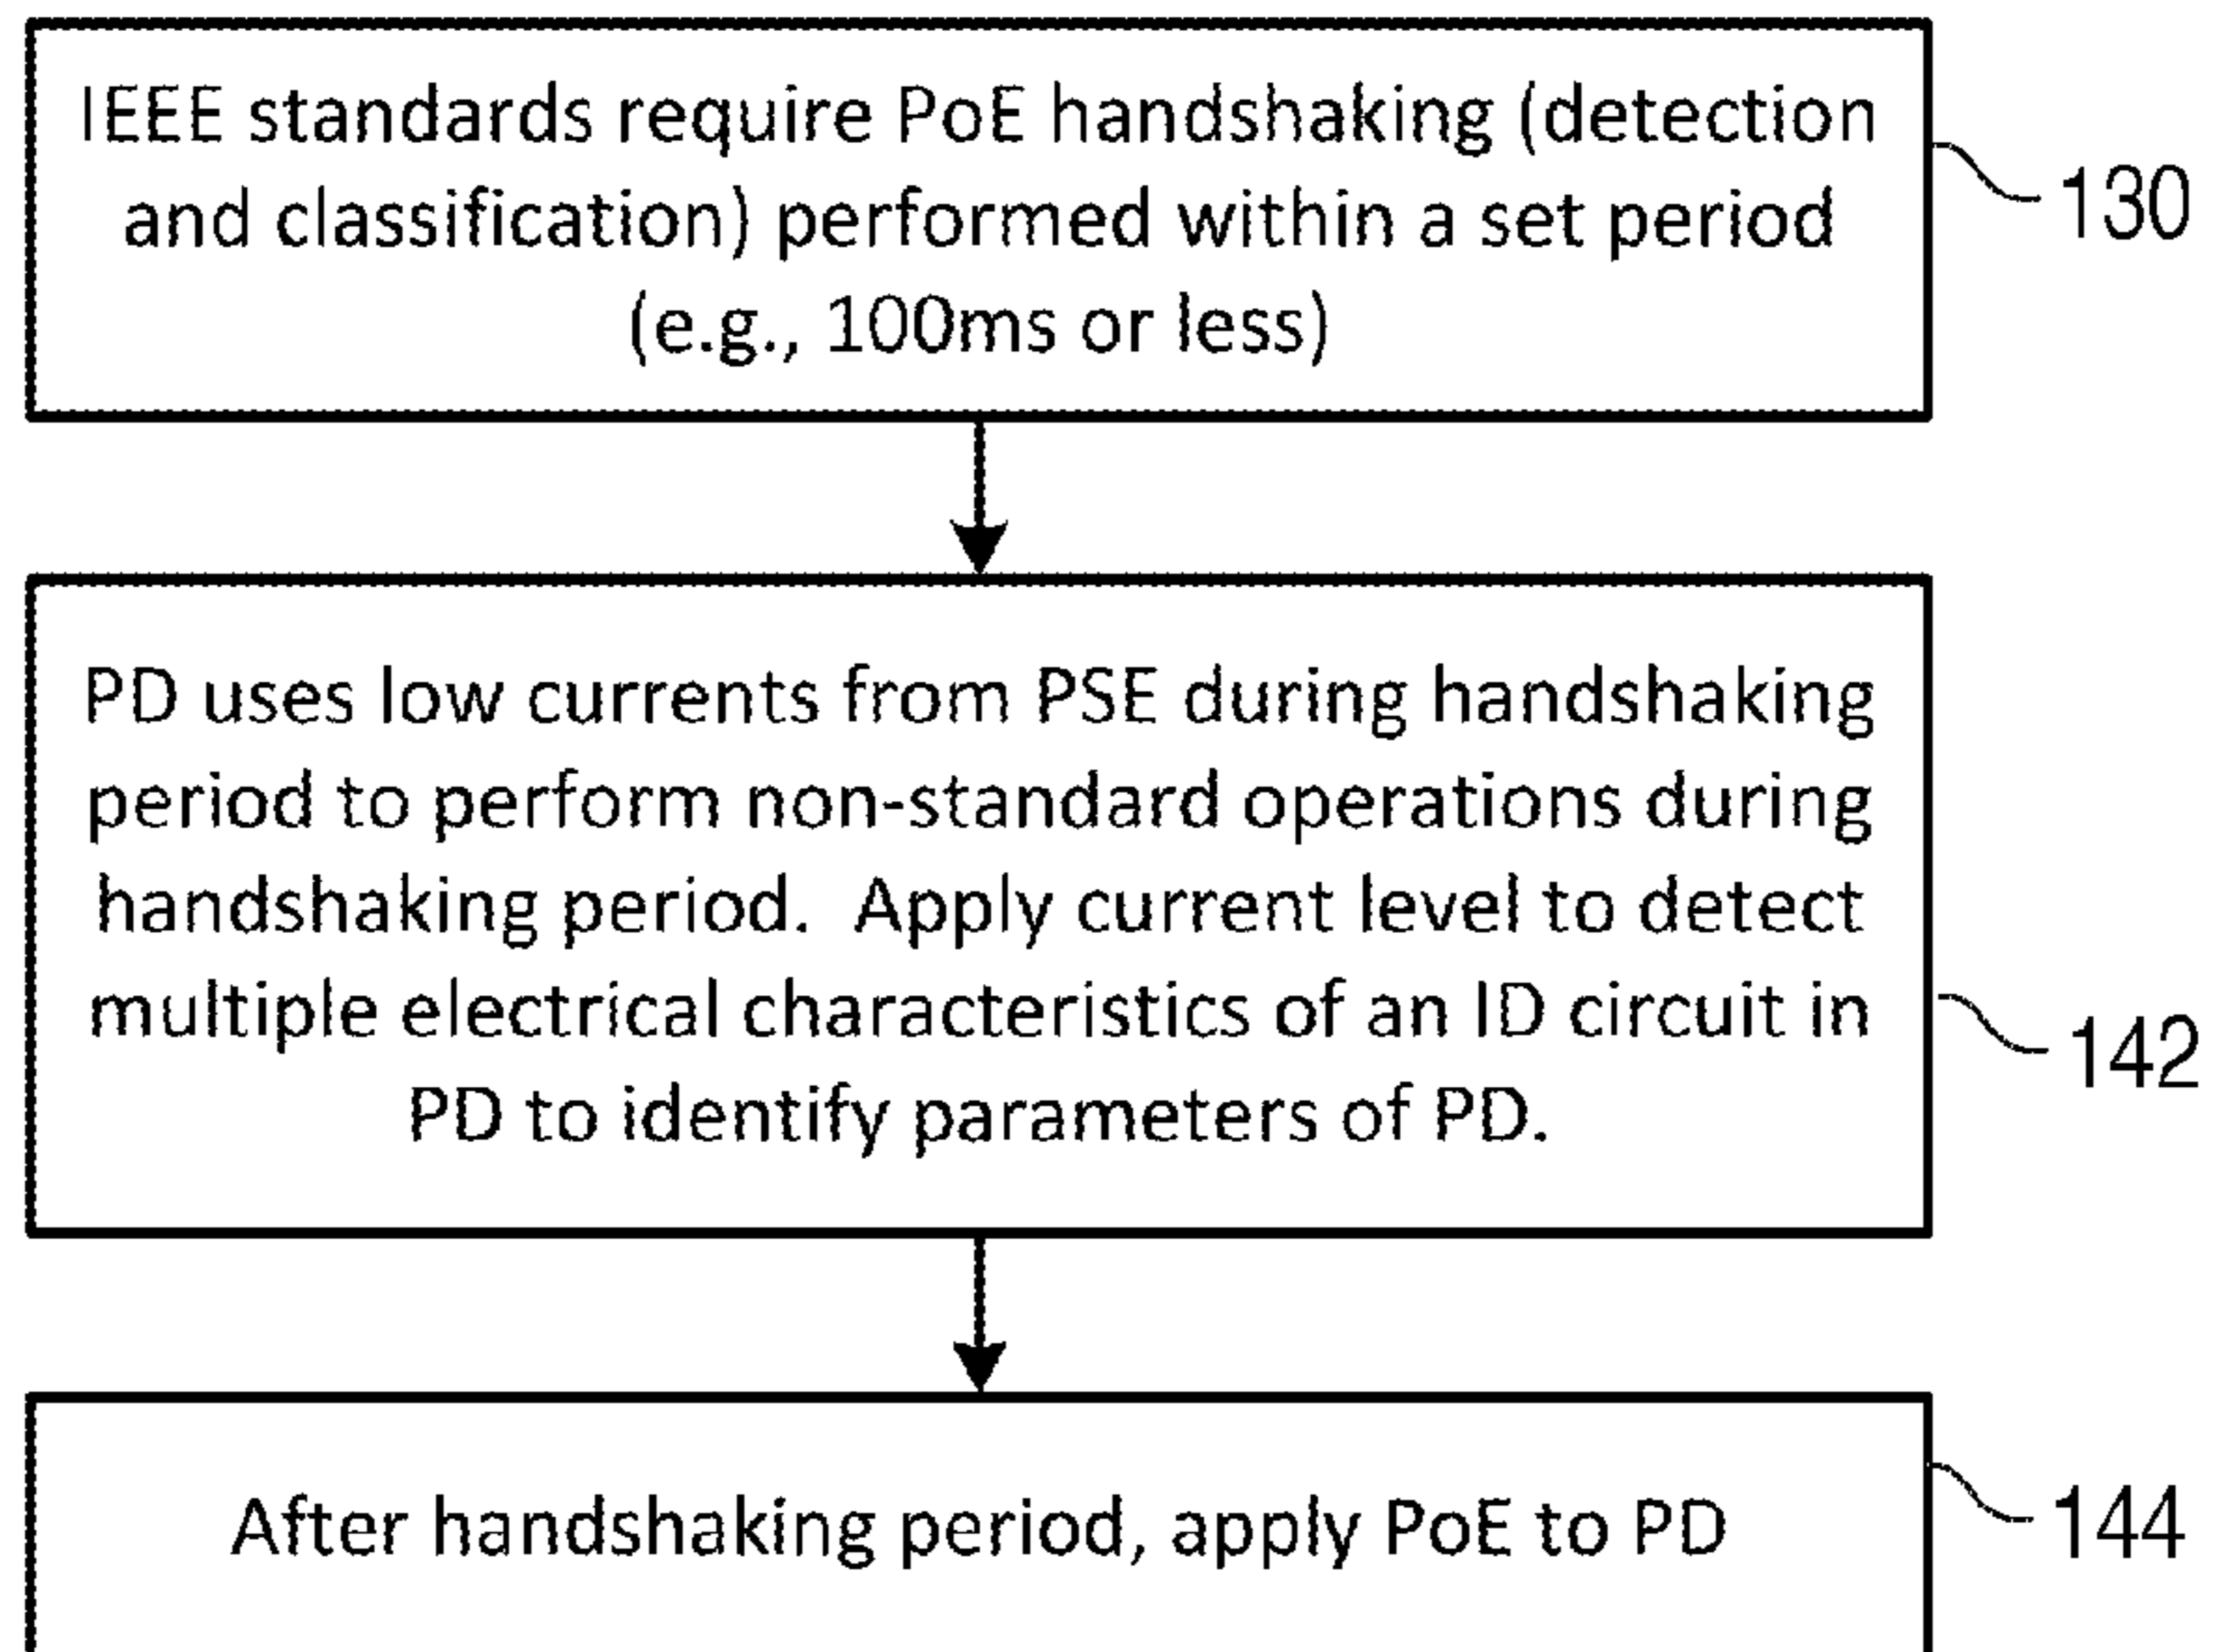 IEEE standards require PoE handshaking (detection
and classification) performed within a set period
(e.g., 100ms or less)
130
PD uses low currents from PSE during handshaking
period to perform non-standard operations during
handshaking period.  Apply current level to detect
multiple electrical characteristics of an ID circuit in
PD to identify parameters of PD.
142
After handshaking period, apply PoE to PD
144